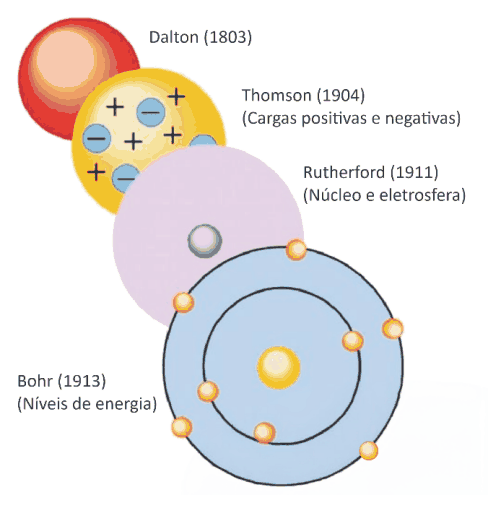 Dalton (1803)
Thomson (1904)
(Cargas positivas e negativas)
Rutherford (1911)
(Núcleo e eletrosfera)
Bohr (1913)
(Níveis de energia)